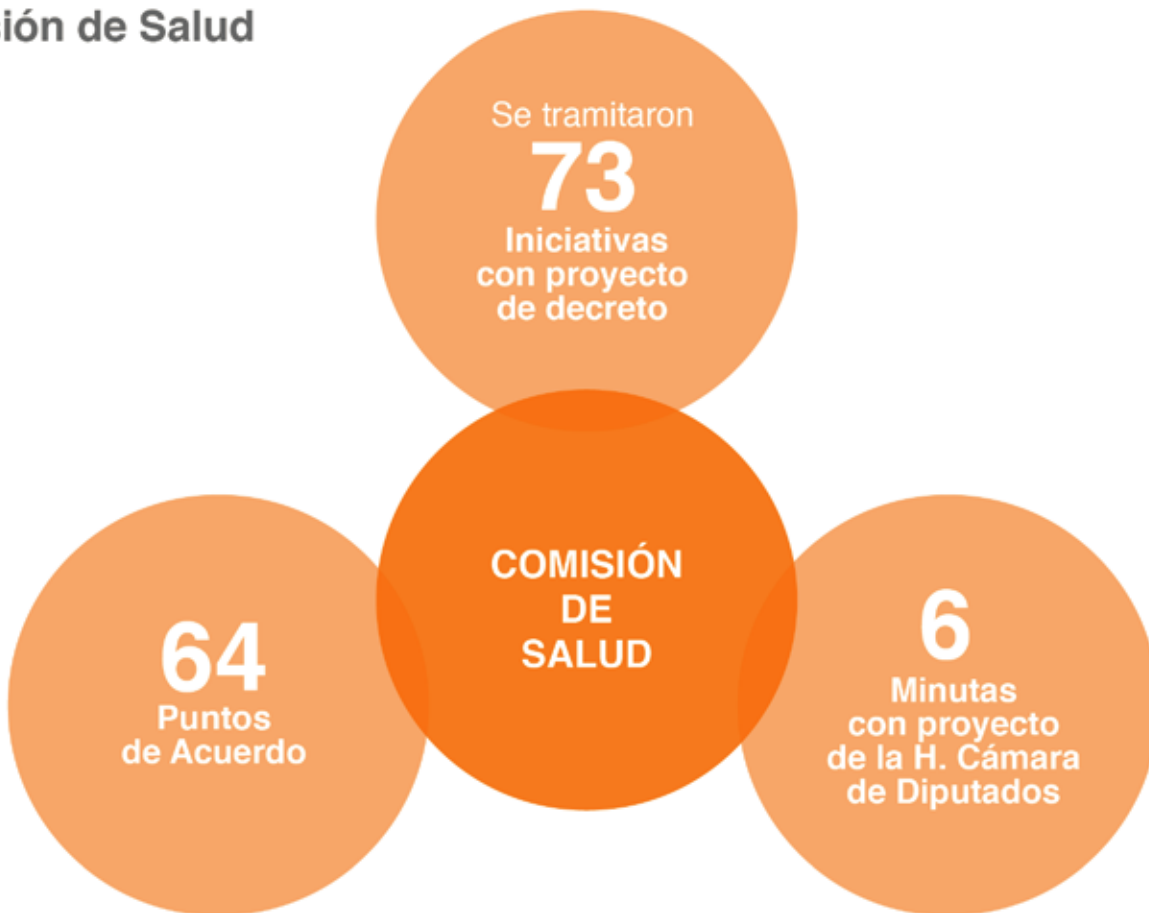 sión de Salud
Se tramitaron
73
Iniciativas
con proyecto
de decreto
COMISIÓN
DE
SALUD
64
Puntos
de Acuerdo
6
Minutas
con proyecto
de la H. Cámara
de Diputados